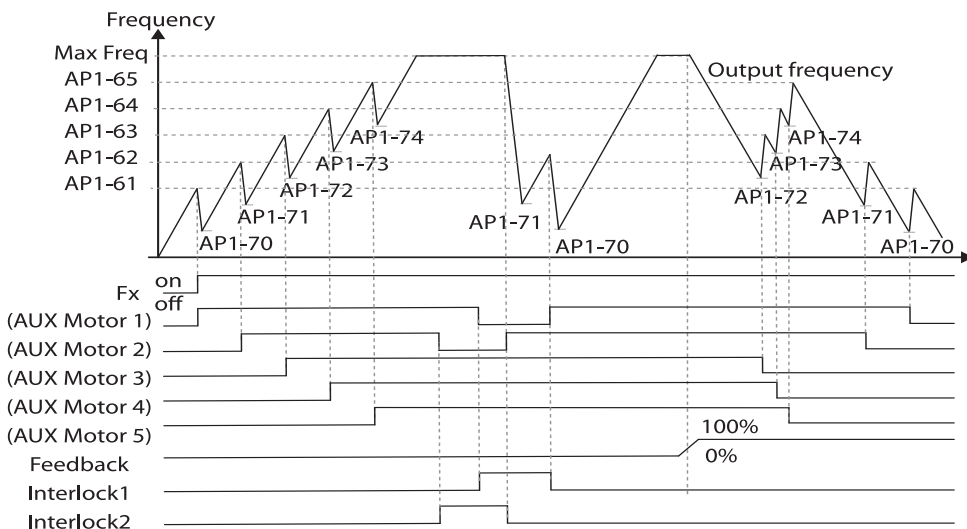 Frequency
Max Freq
AP1-65
AP1-64
AP1-63
AP1-62
AP1-61
Output frequency
AP1-70
AP1-71
AP1-72
AP1-73
AP1-74
AP1-71
AP1-70
AP1-72
AP1-73
AP1-74
AP1-71
AP1-70
Fx
on
off
(AUX Motor 1)
(AUX Motor 2)
(AUX Motor 3)
(AUX Motor 4)
(AUX Motor 5)
Feedback
100%
0%
Interlock1
Interlock2